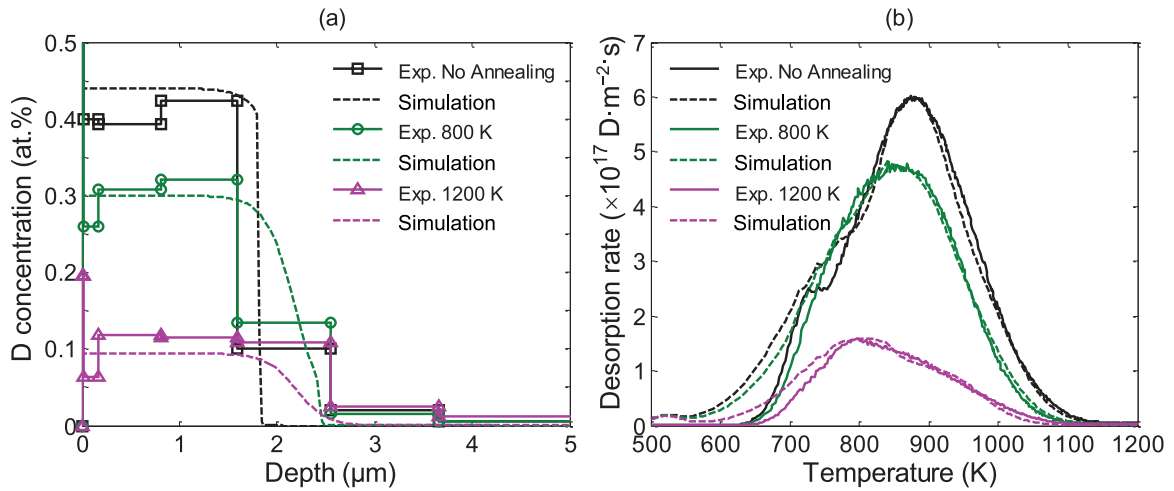 (a)
0.5
0.4
0.3
0.2
0.1
0
D concentration (at.%)
Exp. No Annealing
Simulation
Exp. 800 K
Simulation
Exp. 1200 K
Simulation
0 1 2 3 4 5
Depth (µm)
(b)
7
6
5
4
3
2
1
0
Desorption rate (×10¹⁷ D·m⁻²·s)
Exp. No Annealing
Simulation
Exp. 800 K
Simulation
Exp. 1200 K
Simulation
500 600 700 800 900 1000 1100 1200
Temperature (K)